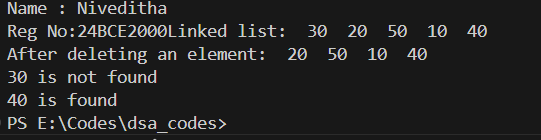 Name : Niveditha
Reg No:24BCE2000Linked list:  30  20  50  10  40
After deleting an element:  20  50  10  40
30 is not found
40 is found
PS E:\Codes\dsa_codes>